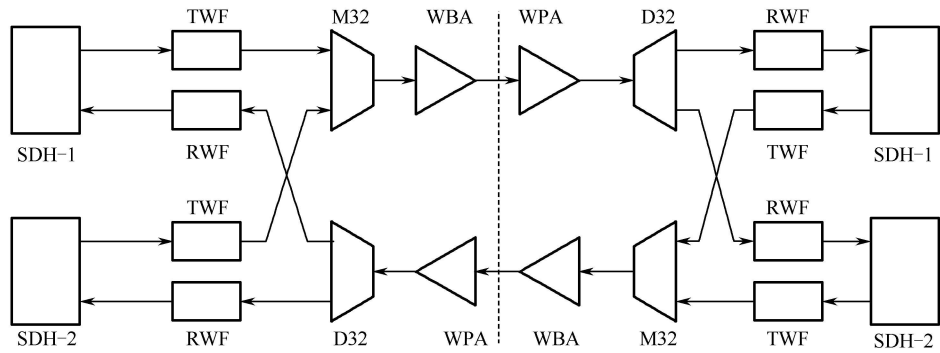 TWF M32 WBA WPA D32 RWF
SDH-1 RWF TWF SDH-1
TWF RWF
SDH-2 RWF D32 WPA WBA M32 TWF SDH-2